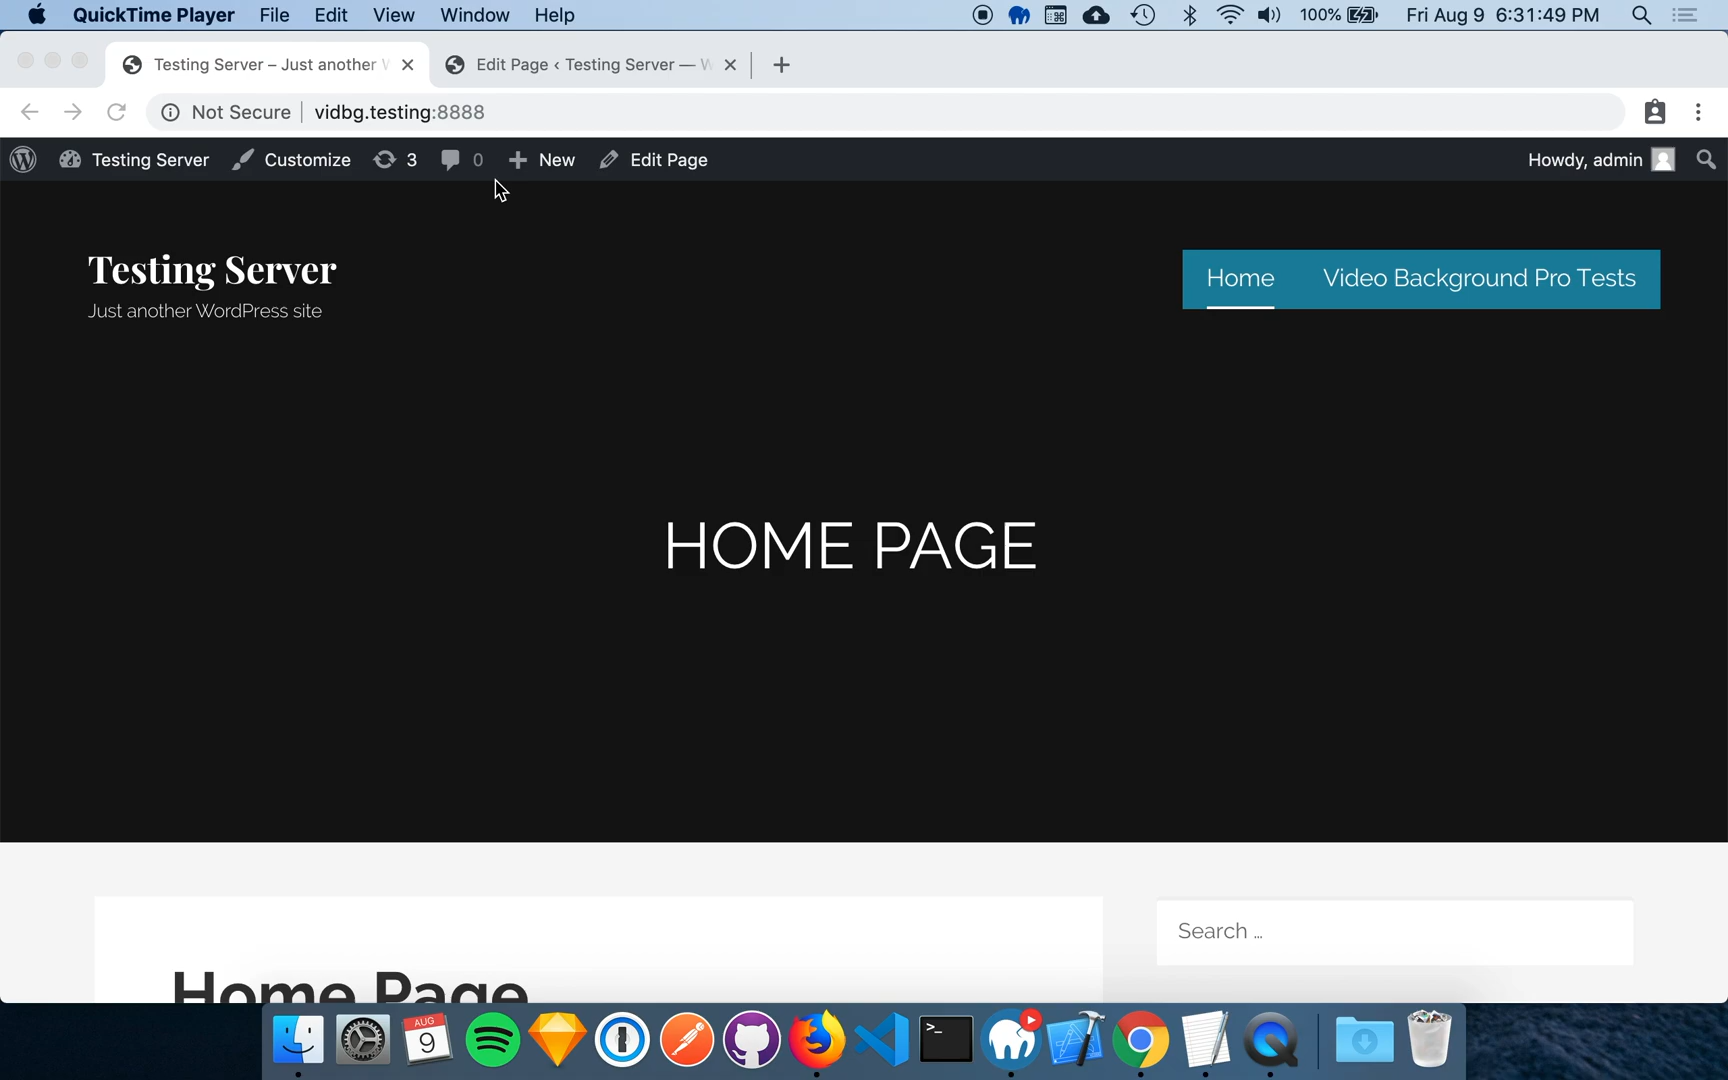 QuickTime Player File Edit View Window Help 100% Fri Aug 9 6:31:49 PM
Testing Server – Just another W Edit Page ‹ Testing Server — W
Not Secure vidbg.testing:8888
Testing Server Customize 3 0 New Edit Page Howdy, admin
Testing Server
Just another WordPress site
Home Video Background Pro Tests
HOME PAGE
Search …
Home Page
AUG
9